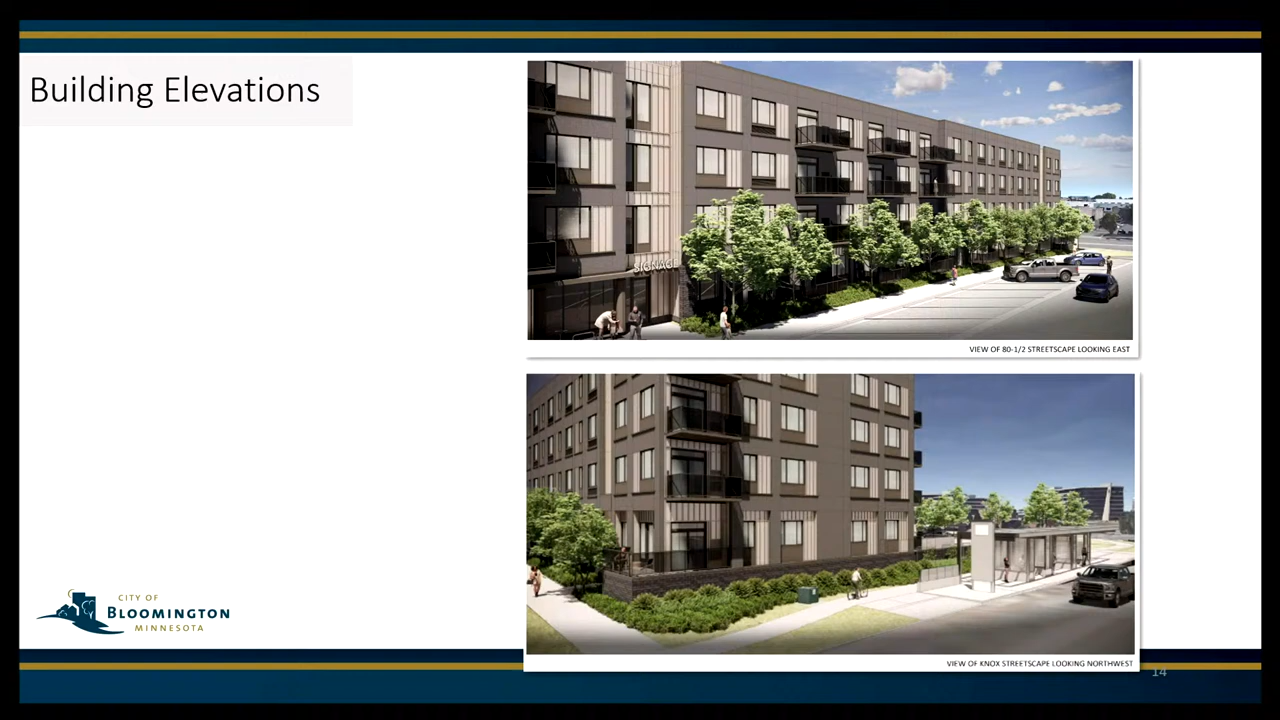 Building Elevations
SIGNAGE
VIEW OF 80-1/2 STREETSCAPE LOOKING EAST
CITY OF
BLOOMINGTON
MINNESOTA
VIEW OF KNOX STREETSCAPE LOOKING NORTHWEST
14